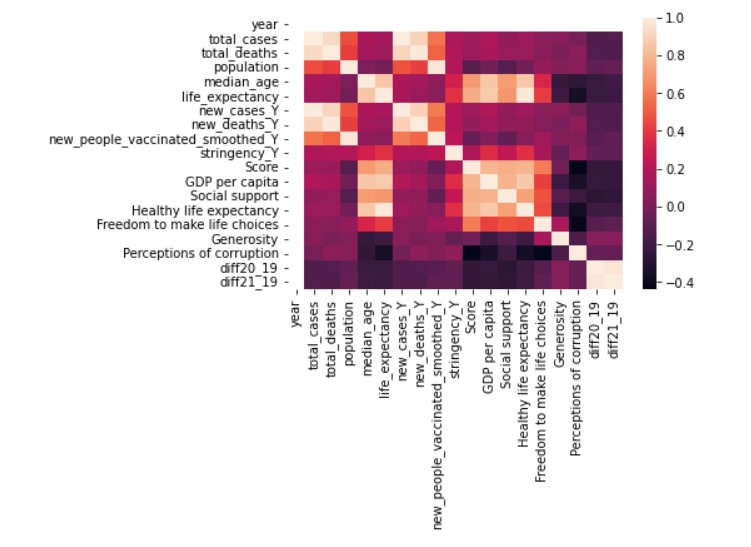 year
total_cases
total_deaths
population
median_age
life_expectancy
new_cases_Y
new_deaths_Y
new_people_vaccinated_smoothed_Y
stringency_Y
Score
GDP per capita
Social support
Healthy life expectancy
Freedom to make life choices
Generosity
Perceptions of corruption
diff20_19
diff21_19
year
total_cases
total_deaths
population
median_age
life_expectancy
new_cases_Y
new_deaths_Y
new_people_vaccinated_smoothed_Y
stringency_Y
Score
GDP per capita
Social support
Healthy life expectancy
Freedom to make life choices
Generosity
Perceptions of corruption
diff20_19
diff21_19
1.0
0.8
0.6
0.4
0.2
0.0
−0.2
−0.4